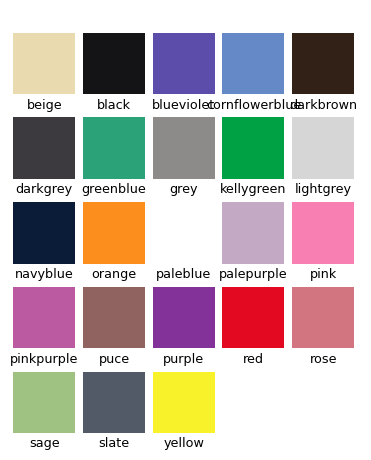 beige black blueviolet cornflowerblue darkbrown
darkgrey greenblue grey kellygreen lightgrey
navyblue orange paleblue palepurple pink
pinkpurple puce purple red rose
sage slate yellow